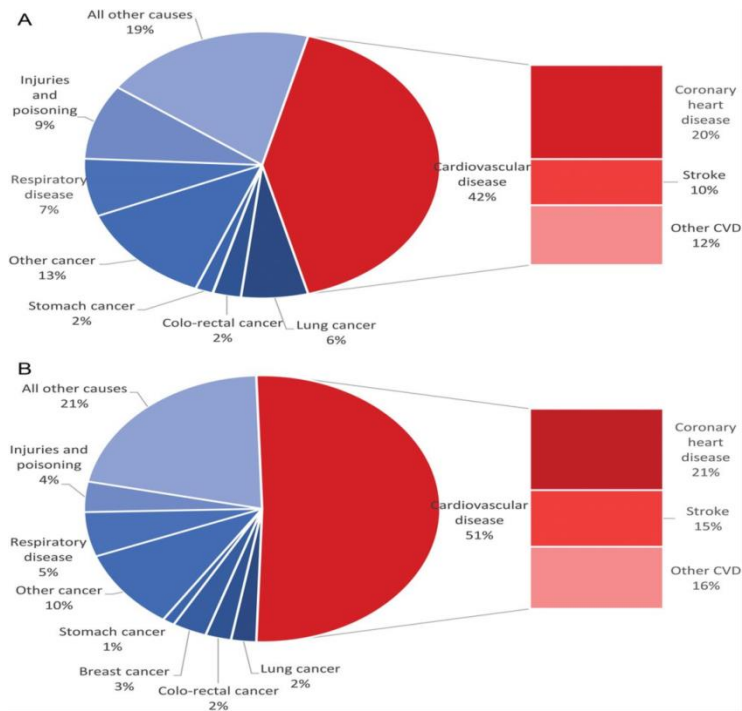 A
All other causes
19%
Injuries
and
poisoning
9%
Respiratory
disease
7%
Other cancer
13%
Stomach cancer
2%
Colo-rectal cancer
2%
Lung cancer
6%
Cardiovascular
disease
42%
Coronary
heart
disease
20%
Stroke
10%
Other CVD
12%
B
All other causes
21%
Injuries and
poisoning
4%
Respiratory
disease
5%
Other cancer
10%
Stomach cancer
1%
Breast cancer
3%
Colo-rectal cancer
2%
Lung cancer
2%
Cardiovascular
disease
51%
Coronary
heart
disease
21%
Stroke
15%
Other CVD
16%